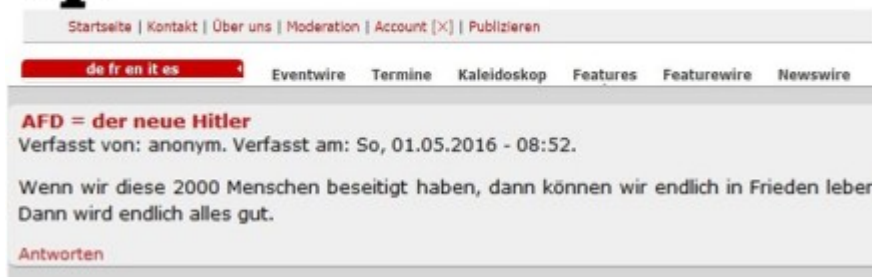 Startseite | Kontakt | Über uns | Moderation | Account [X] | Publizieren
de fr en it es Eventwire Termine Kaleidoskop Features Featurewire Newswire
AFD = der neue Hitler
Verfasst von: anonym. Verfasst am: So, 01.05.2016 - 08:52.
Wenn wir diese 2000 Menschen beseitigt haben, dann können wir endlich in Frieden leben
Dann wird endlich alles gut.
Antworten